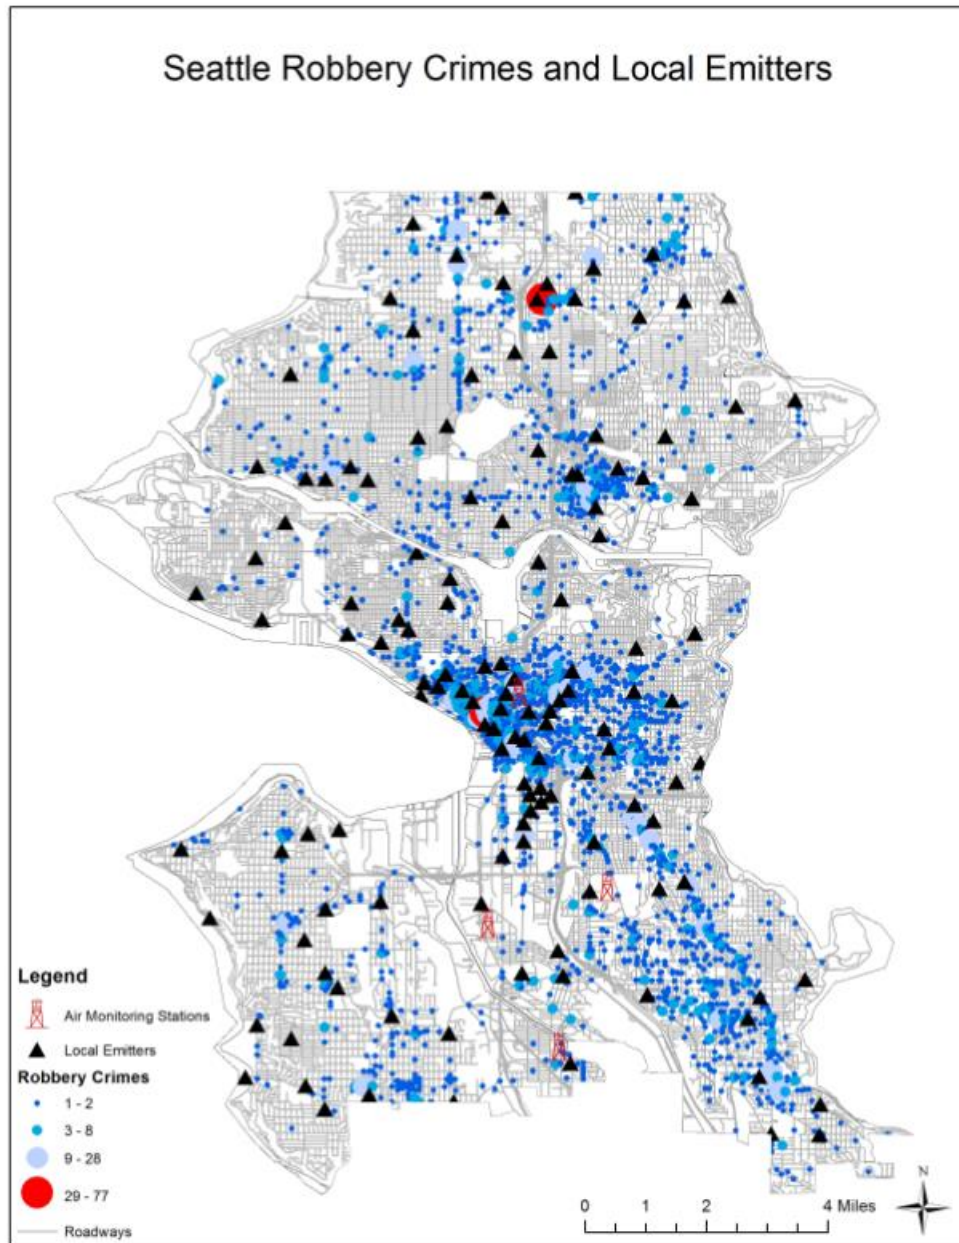 Seattle Robbery Crimes and Local Emitters
Legend
Air Monitoring Stations
Local Emitters
Robbery Crimes
1 - 2
3 - 8
9 - 28
29 - 77
Roadways
0 1 2 4 Miles
N